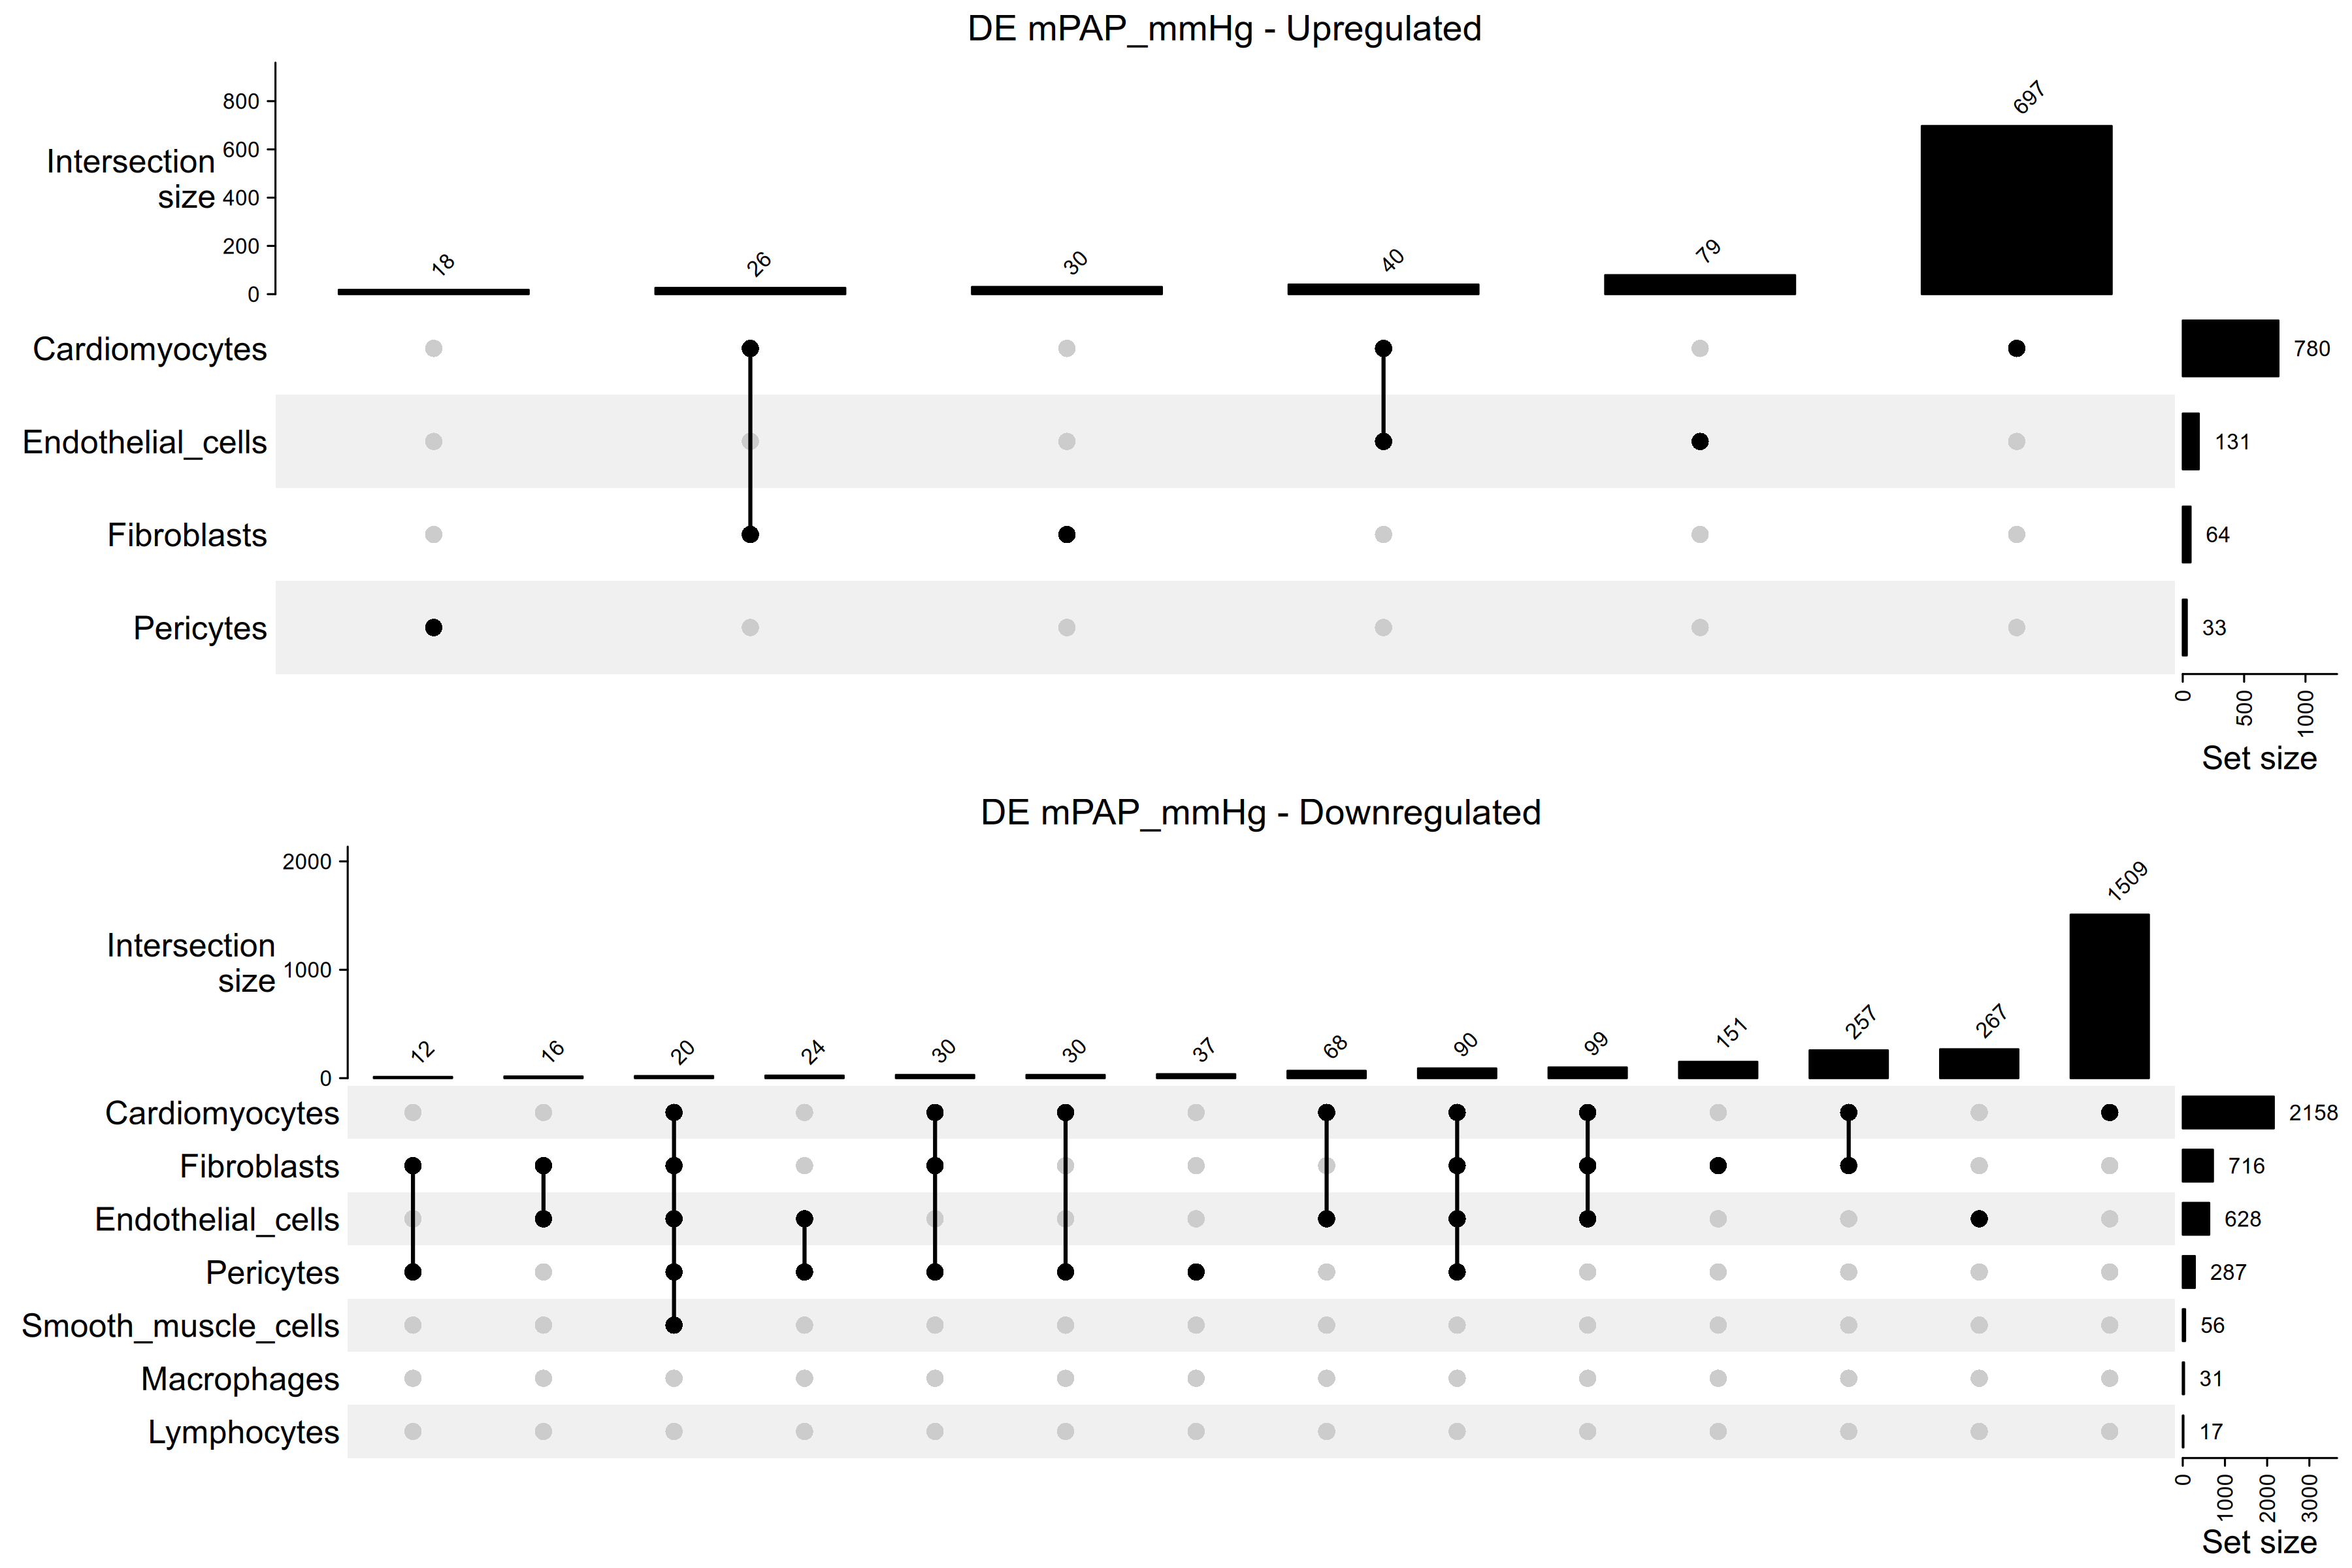 DE mPAP_mmHg - Upregulated
800
600
400
200
0
Intersection
size
18
26
30
40
79
697
Cardiomyocytes
780
Endothelial_cells
131
Fibroblasts
64
Pericytes
33
0
500
1000
Set size
DE mPAP_mmHg - Downregulated
2000
1000
0
Intersection
size
12
16
20
24
30
30
37
68
90
99
151
257
267
1509
Cardiomyocytes
2158
Fibroblasts
716
Endothelial_cells
628
Pericytes
287
Smooth_muscle_cells
56
Macrophages
31
Lymphocytes
17
0
1000
2000
3000
Set size